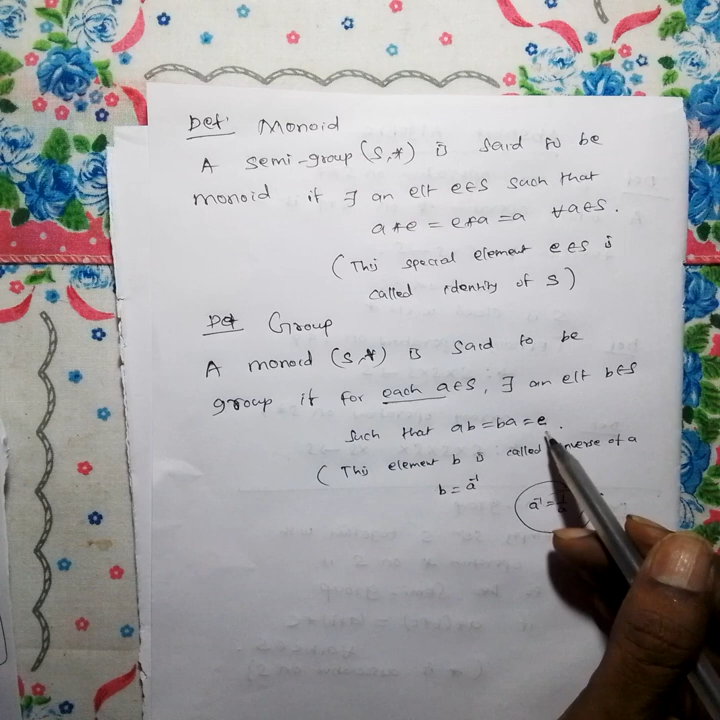 Def: Monoid
A semi-group (S,*) is said to be
monoid if ∃ an elt e∈S such that
a*e = e*a = a ∀a∈S.
(This special element e∈S is
called identity of S)
Def Group
A monoid (S,*) is said to be
group if for each a∈S, ∃ an elt b∈S
such that ab=ba=e.
(This element b is called inverse of a
b = a⁻¹
a⁻¹ =